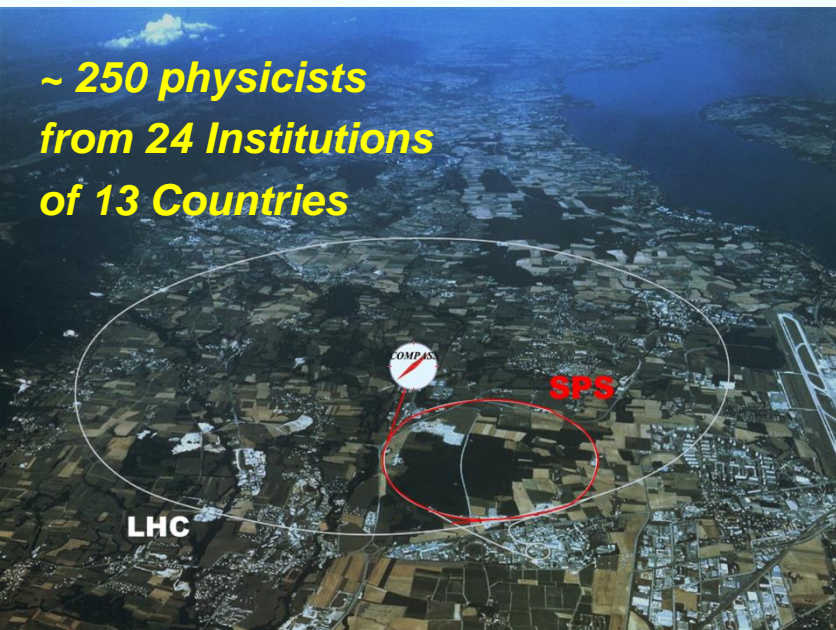 ~ 250 physicists
from 24 Institutions
of 13 Countries
COMPASS
SPS
LHC